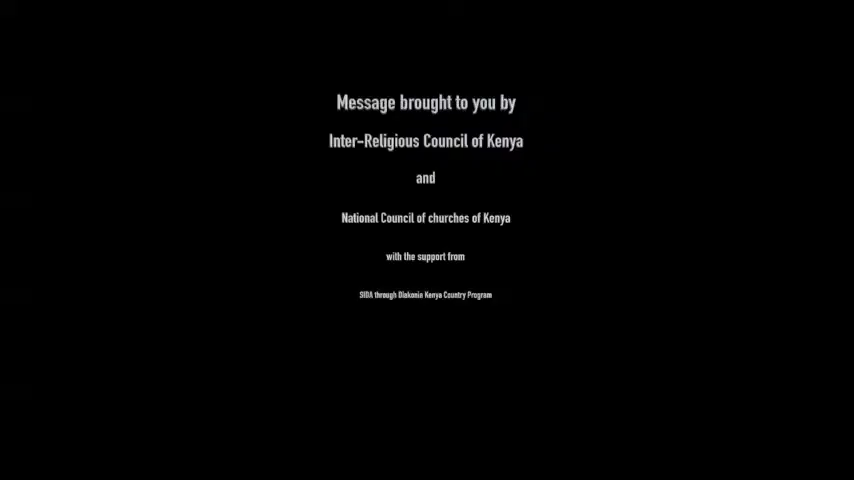 Message brought to you by
Inter-Religious Council of Kenya
and
National Council of churches of Kenya
with the support from
SIDA through Diakonia Kenya Country Program